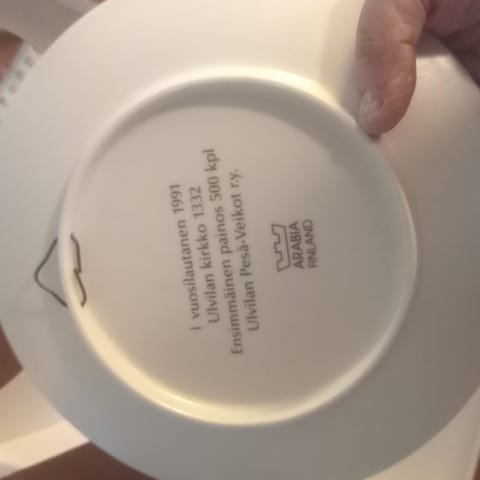 I vuosilautanen 1991
Ulvilan kirkko 1332
Ensimmäinen painos 500 kpl
Ulvilan Pesä-Veikot r.y.
ARABIA
FINLAND